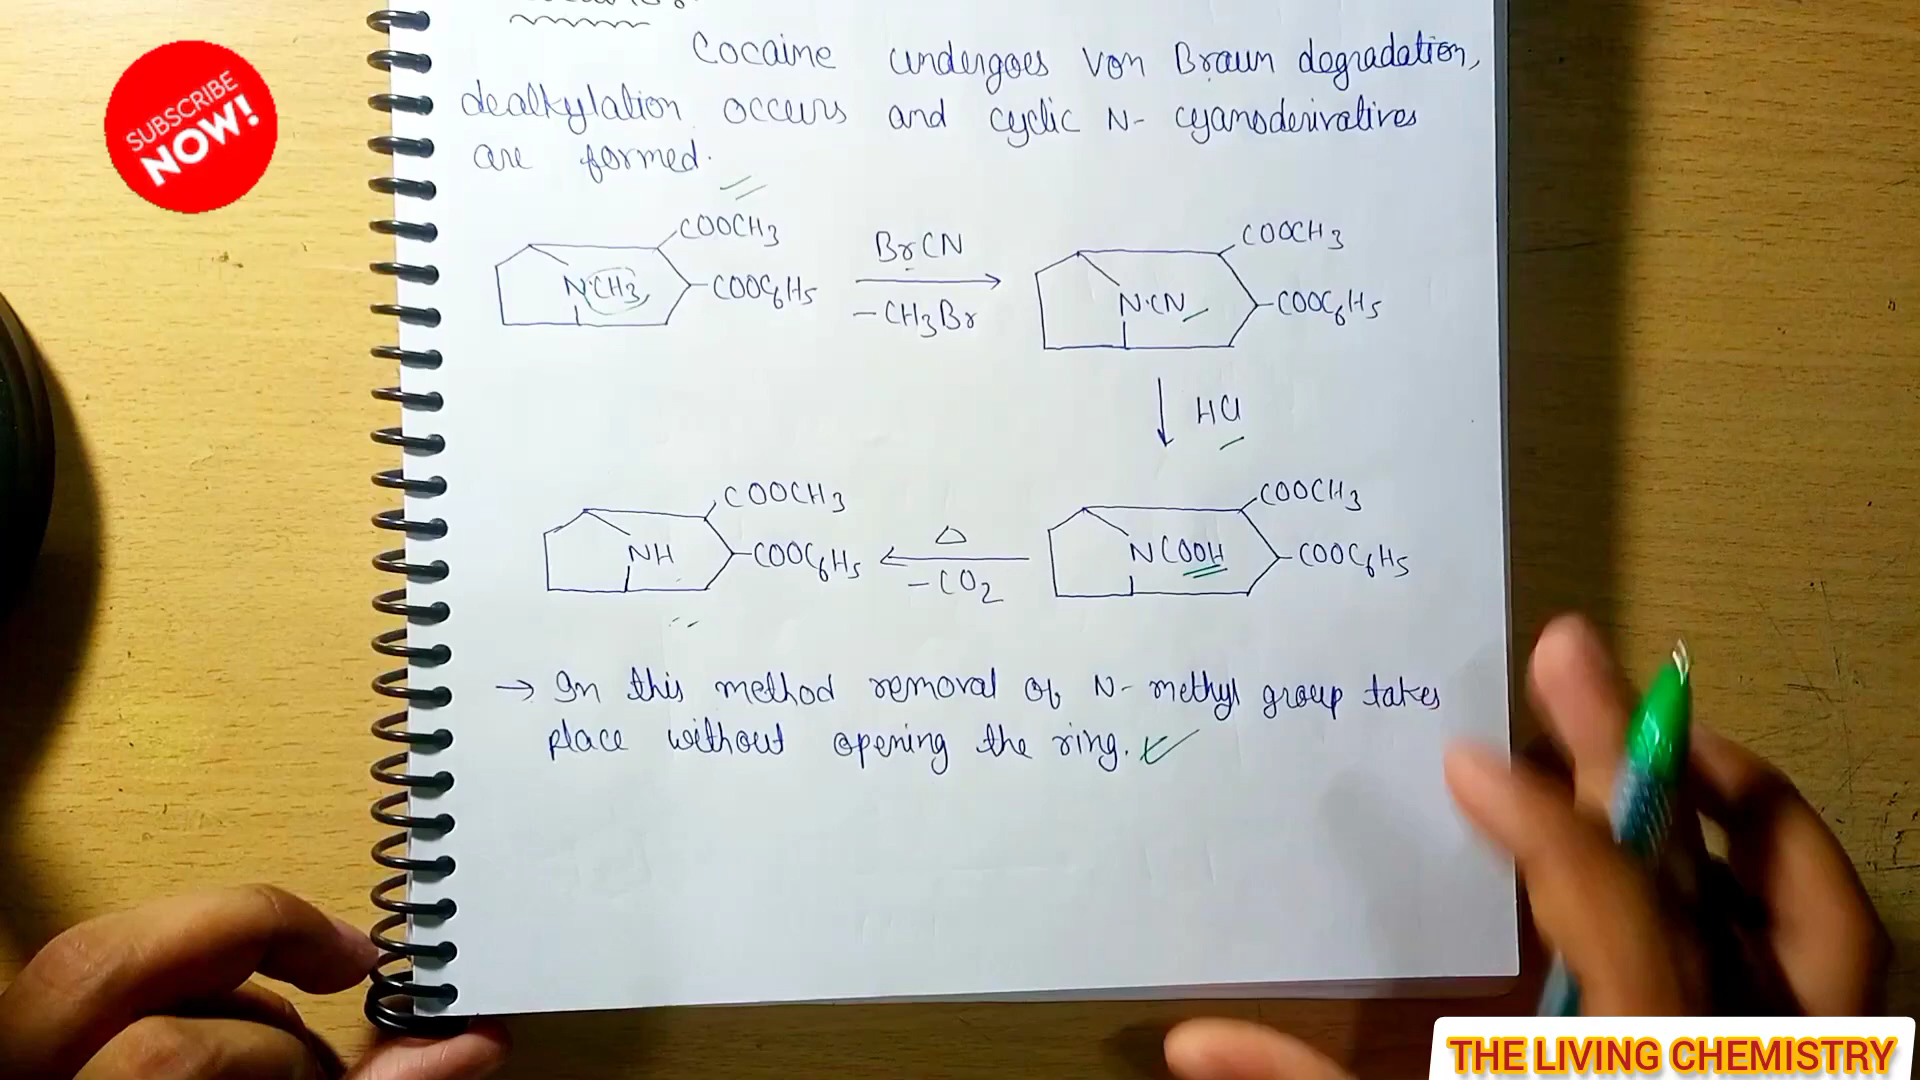 SUBSCRIBE
NOW!
Cocaine undergoes von Braun degradation,
dealkylation occurs and cyclic N- cyanoderivatives
are formed.
COOCH3
N·CH3
COOC6H5
BrCN
-CH3Br
COOCH3
N·CN
COOC6H5
HCl
COOCH3
NH
COOC6H5
Δ
-CO2
COOCH3
NCOOH
COOC6H5
→ In this method removal of N- methyl group takes
place without opening the ring.
THE LIVING CHEMISTRY